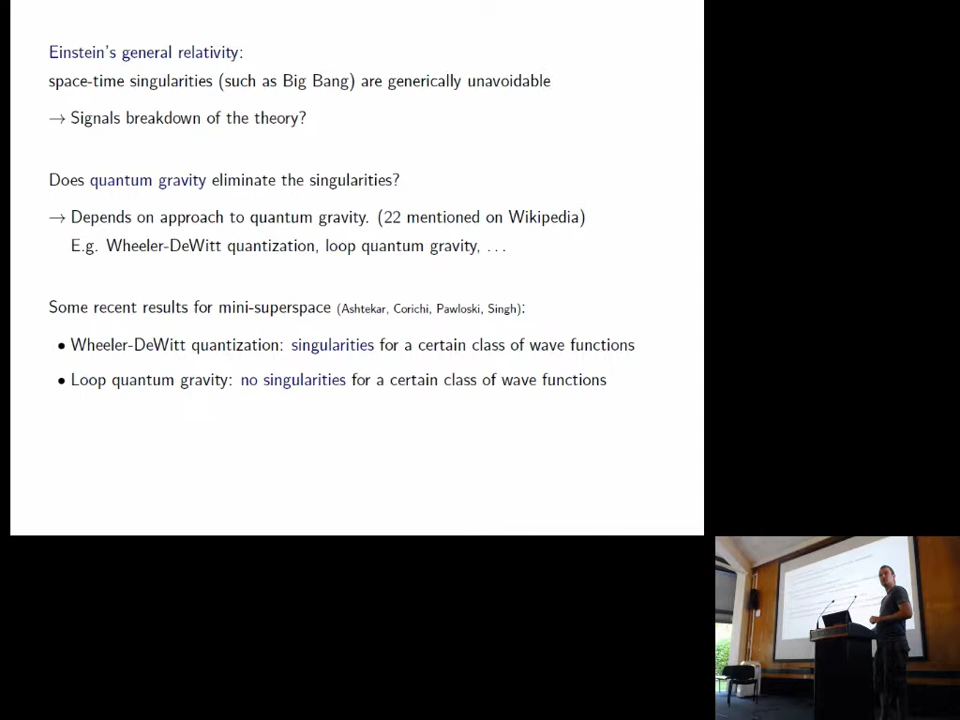 Einstein's general relativity:
space-time singularities (such as Big Bang) are generically unavoidable
→ Signals breakdown of the theory?
Does quantum gravity eliminate the singularities?
→ Depends on approach to quantum gravity. (22 mentioned on Wikipedia)
E.g. Wheeler-DeWitt quantization, loop quantum gravity, ...
Some recent results for mini-superspace (Ashtekar, Corichi, Pawloski, Singh):
• Wheeler-DeWitt quantization: singularities for a certain class of wave functions
• Loop quantum gravity: no singularities for a certain class of wave functions